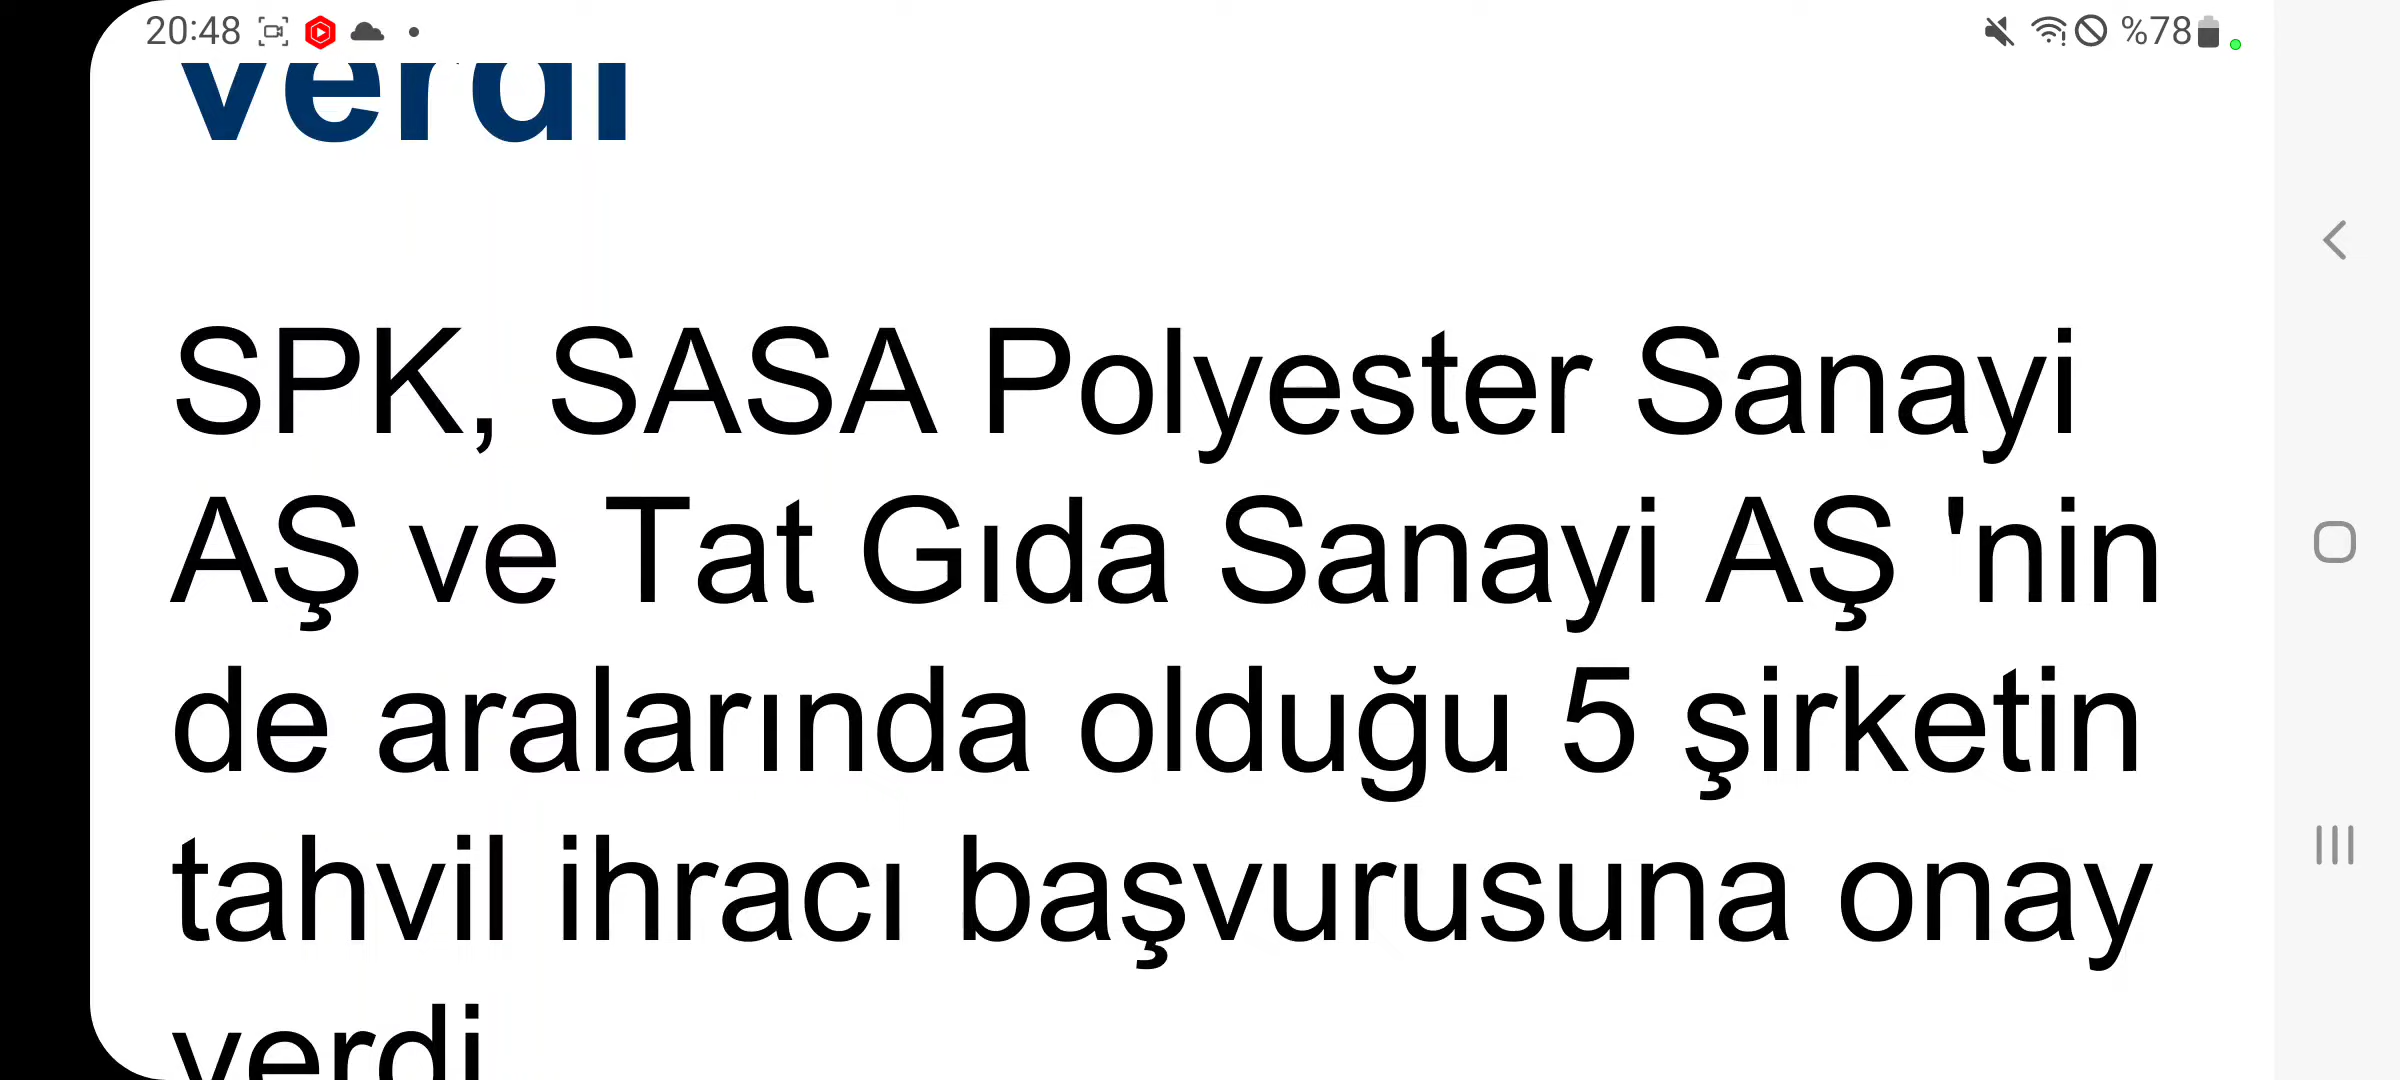 20:48 %78
verdi
SPK, SASA Polyester Sanayi
AŞ ve Tat Gıda Sanayi AŞ 'nin
de aralarında olduğu 5 şirketin
tahvil ihracı başvurusuna onay
verdi